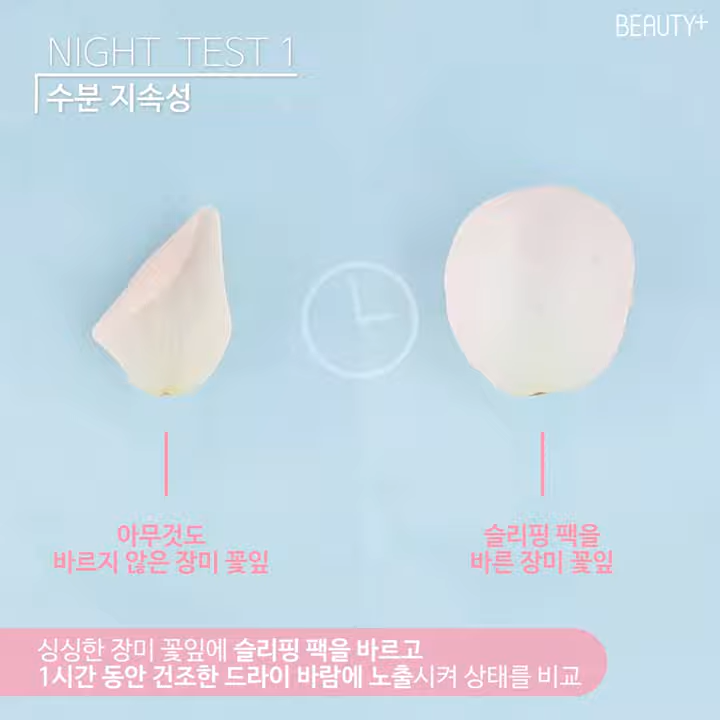 BEAUTY+
NIGHT TEST 1
수분 지속성
아무것도
바르지 않은 장미 꽃잎
슬리핑 팩을
바른 장미 꽃잎
싱싱한 장미 꽃잎에 슬리핑 팩을 바르고
1시간 동안 건조한 드라이 바람에 노출시켜 상태를 비교